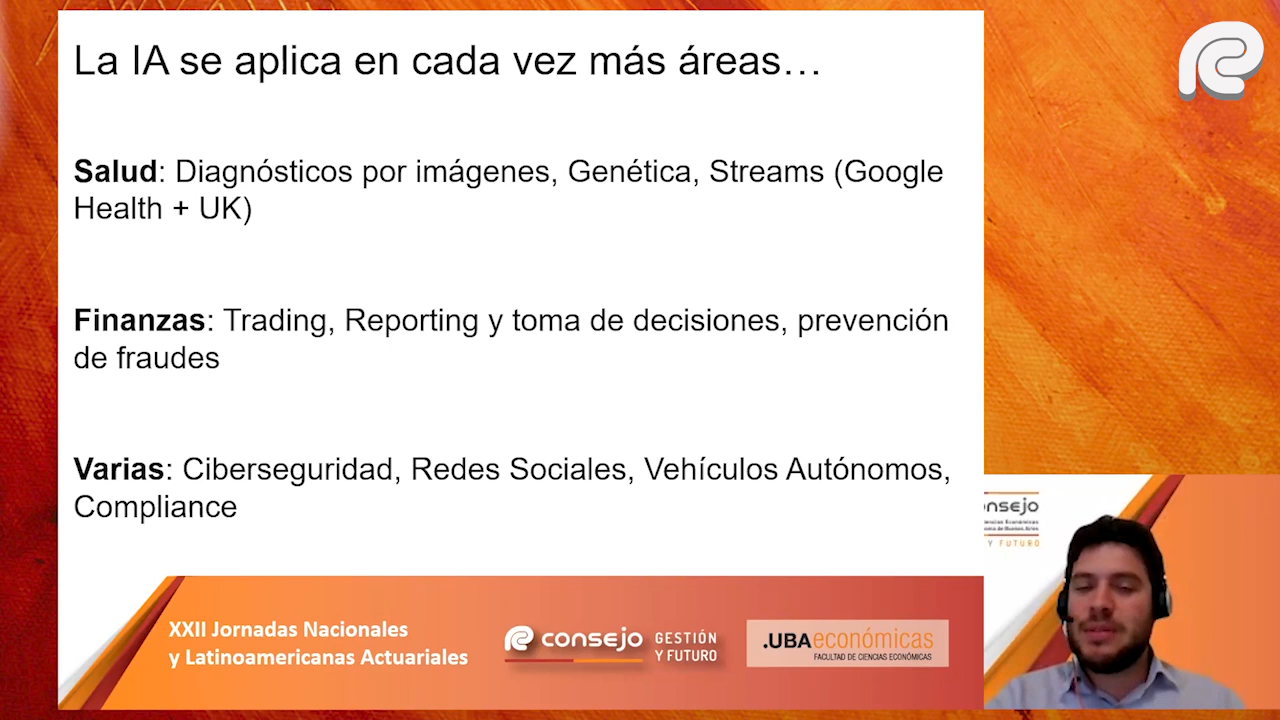 La IA se aplica en cada vez más áreas…
Salud: Diagnósticos por imágenes, Genética, Streams (Google
Health + UK)
Finanzas: Trading, Reporting y toma de decisiones, prevención
de fraudes
Varias: Ciberseguridad, Redes Sociales, Vehículos Autónomos,
Compliance
XXII Jornadas Nacionales
y Latinoamericanas Actuariales
consejo
GESTIÓN
Y FUTURO
.UBAeconómicas
FACULTAD DE CIENCIAS ECONÓMICAS
onsejo
Y FUTURO